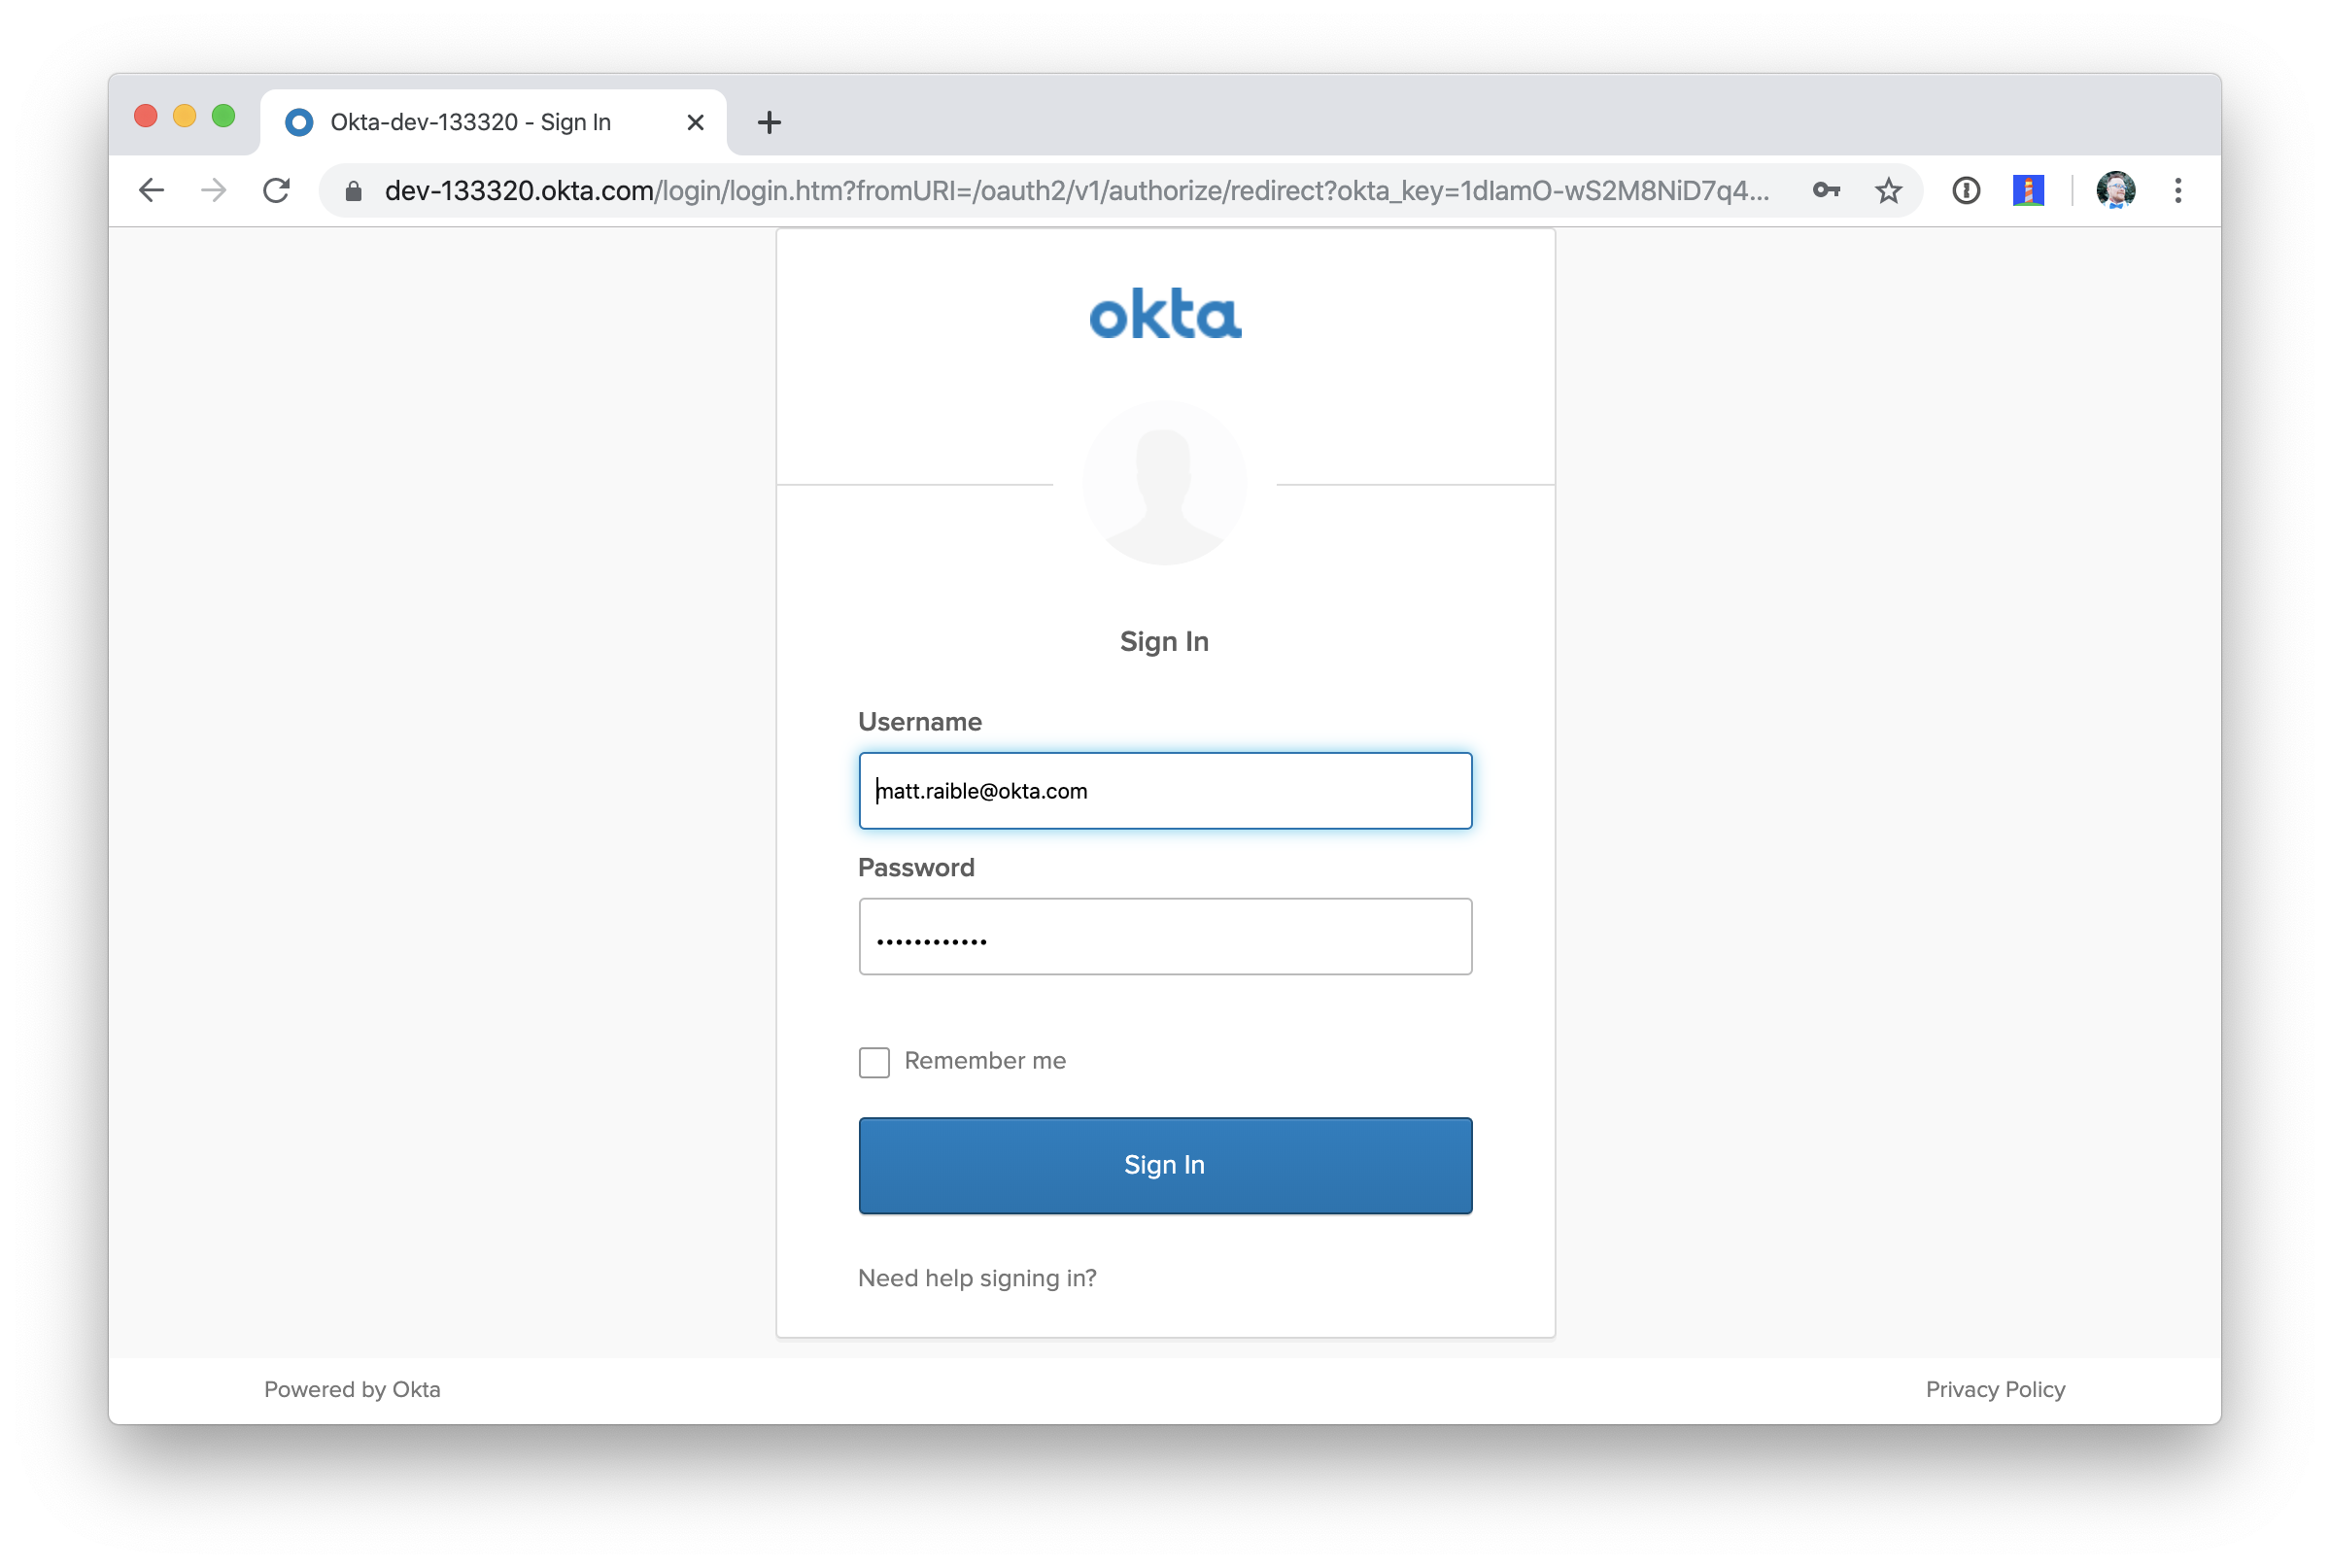 Okta-dev-133320 - Sign In
dev-133320.okta.com/login/login.htm?fromURI=/oauth2/v1/authorize/redirect?okta_key=1dIamO-wS2M8NiD7q4...
okta
Sign In
Username
matt.raible@okta.com
Password
Remember me
Sign In
Need help signing in?
Powered by Okta
Privacy Policy